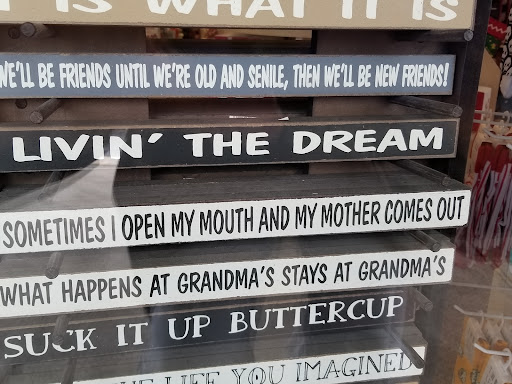 IS WHAT IT IS
WE'LL BE FRIENDS UNTIL WE'RE OLD AND SENILE, THEN WE'LL BE NEW FRIENDS!
LIVIN' THE DREAM
SOMETIMES I OPEN MY MOUTH AND MY MOTHER COMES OUT
WHAT HAPPENS AT GRANDMA'S STAYS AT GRANDMA'S
SUCK IT UP BUTTERCUP
LIFE YOU IMAGINED